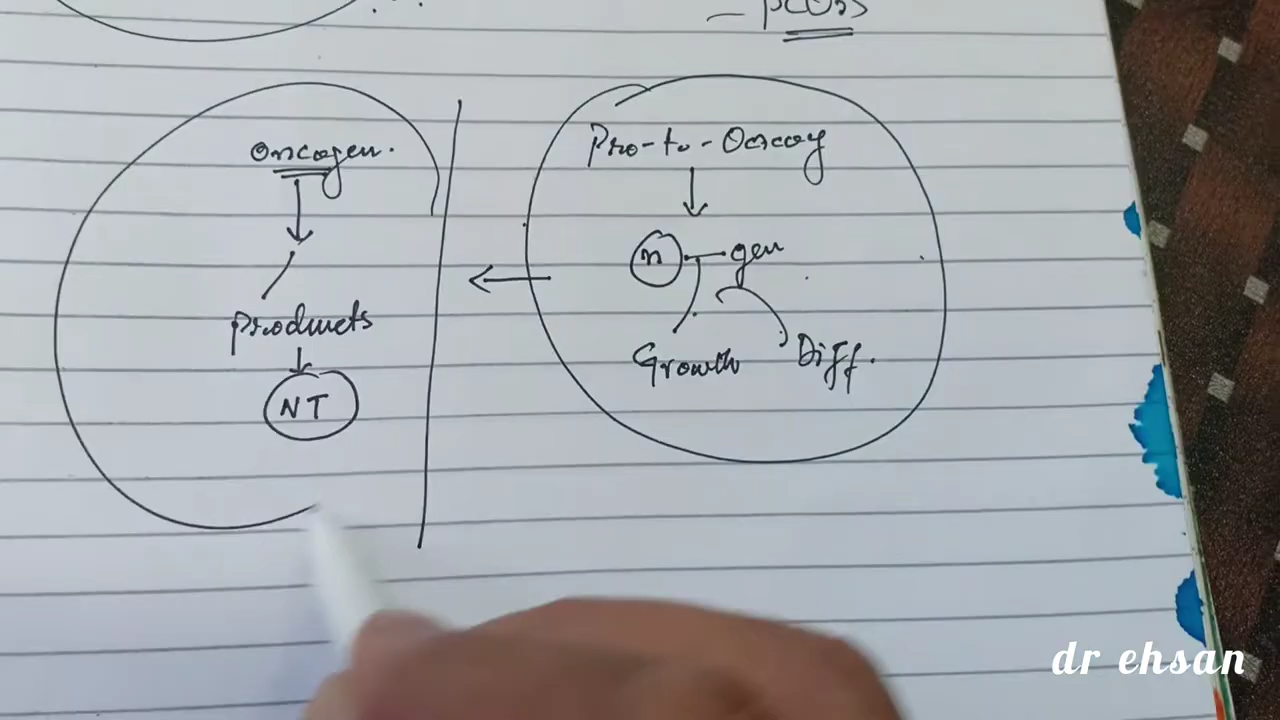 Oncogen.
Products
NT
Pro-to-Oncog
n gen
Growth Diff.
dr ehsan